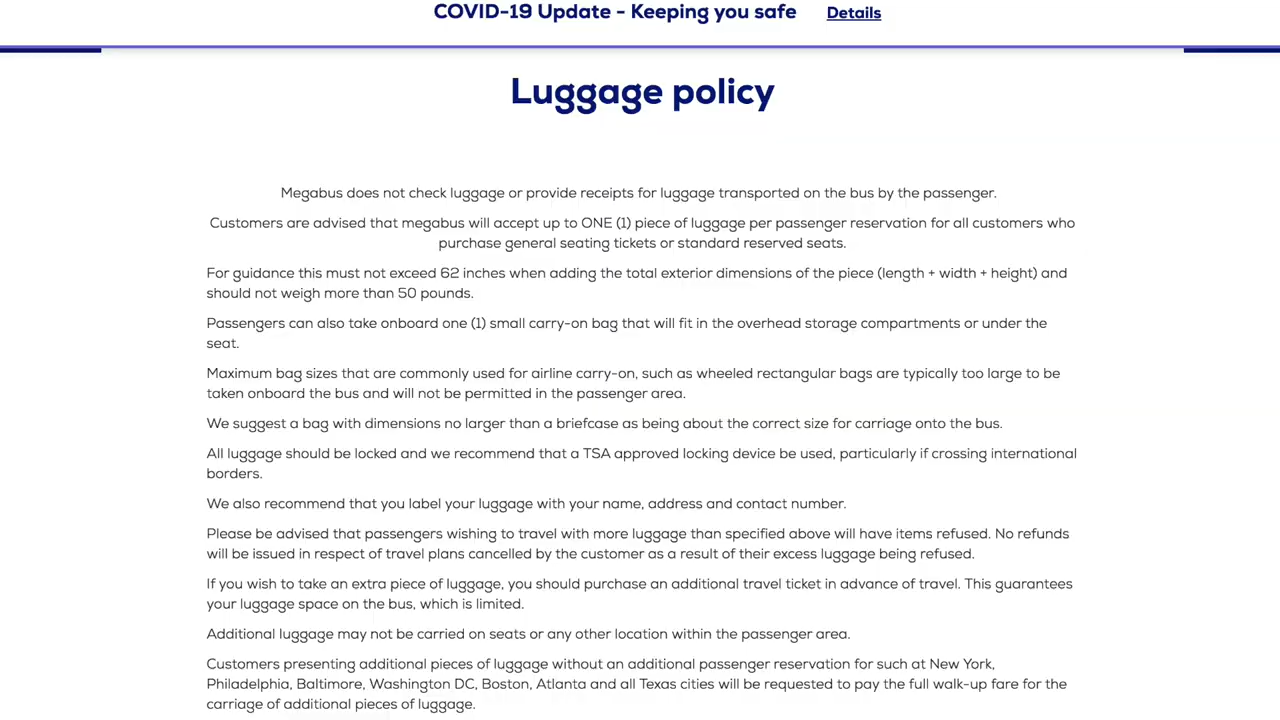 COVID-19 Update - Keeping you safe Details
Luggage policy
Megabus does not check luggage or provide receipts for luggage transported on the bus by the passenger.
Customers are advised that megabus will accept up to ONE (1) piece of luggage per passenger reservation for all customers who
purchase general seating tickets or standard reserved seats.
For guidance this must not exceed 62 inches when adding the total exterior dimensions of the piece (length + width + height) and
should not weigh more than 50 pounds.
Passengers can also take onboard one (1) small carry-on bag that will fit in the overhead storage compartments or under the
seat.
Maximum bag sizes that are commonly used for airline carry-on, such as wheeled rectangular bags are typically too large to be
taken onboard the bus and will not be permitted in the passenger area.
We suggest a bag with dimensions no larger than a briefcase as being about the correct size for carriage onto the bus.
All luggage should be locked and we recommend that a TSA approved locking device be used, particularly if crossing international
borders.
We also recommend that you label your luggage with your name, address and contact number.
Please be advised that passengers wishing to travel with more luggage than specified above will have items refused. No refunds
will be issued in respect of travel plans cancelled by the customer as a result of their excess luggage being refused.
If you wish to take an extra piece of luggage, you should purchase an additional travel ticket in advance of travel. This guarantees
your luggage space on the bus, which is limited.
Additional luggage may not be carried on seats or any other location within the passenger area.
Customers presenting additional pieces of luggage without an additional passenger reservation for such at New York,
Philadelphia, Baltimore, Washington DC, Boston, Atlanta and all Texas cities will be requested to pay the full walk-up fare for the
carriage of additional pieces of luggage.